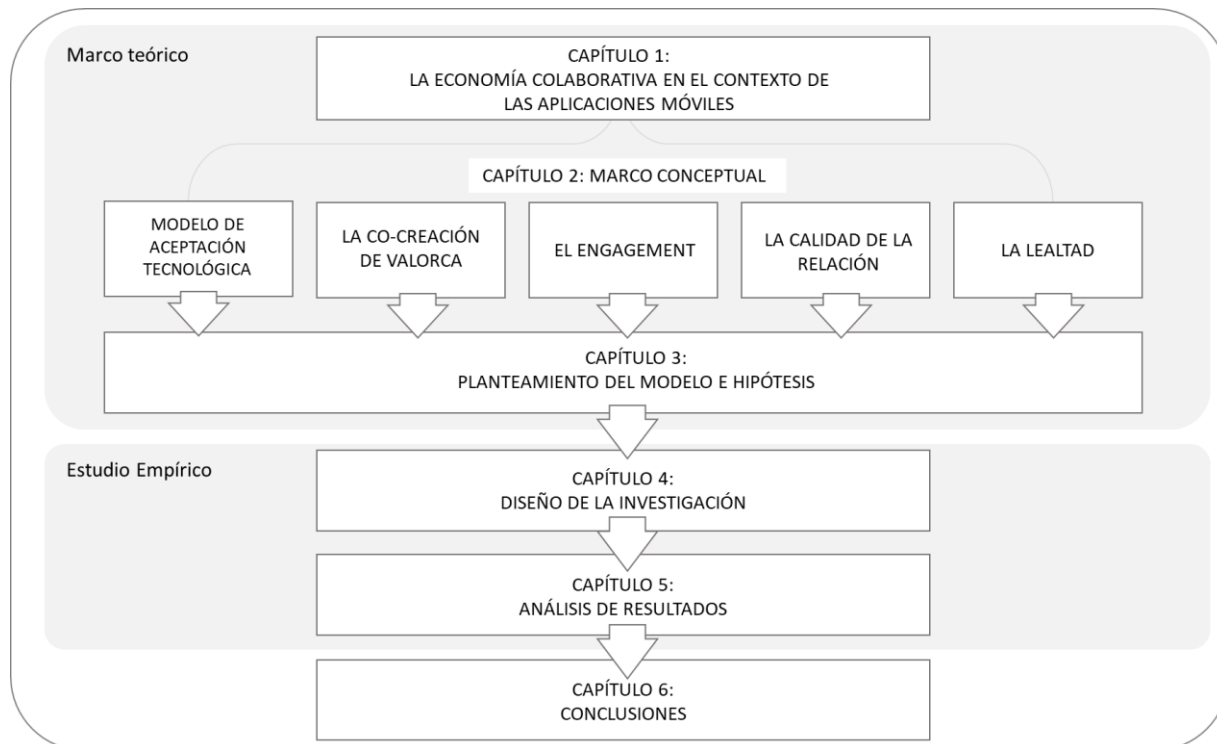 Marco teórico
CAPÍTULO 1:
LA ECONOMÍA COLABORATIVA EN EL CONTEXTO DE
LAS APLICACIONES MÓVILES
CAPÍTULO 2: MARCO CONCEPTUAL
MODELO DE
ACEPTACIÓN
TECNOLÓGICA
LA CO-CREACIÓN
DE VALORCA
EL ENGAGEMENT
LA CALIDAD DE LA
RELACIÓN
LA LEALTAD
CAPÍTULO 3:
PLANTEAMIENTO DEL MODELO E HIPÓTESIS
Estudio Empírico
CAPÍTULO 4:
DISEÑO DE LA INVESTIGACIÓN
CAPÍTULO 5:
ANÁLISIS DE RESULTADOS
CAPÍTULO 6:
CONCLUSIONES